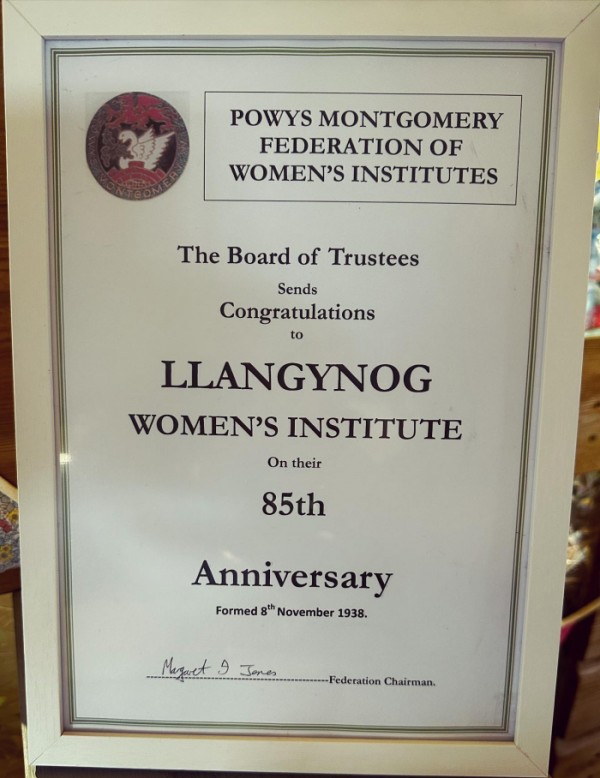 MONTGOMERY
POWYS MONTGOMERY
FEDERATION OF
WOMEN'S INSTITUTES
The Board of Trustees
Sends
Congratulations
to
LLANGYNOG
WOMEN'S INSTITUTE
On their
85th
Anniversary
Formed 8th November 1938.
Margaret J Jones
Federation Chairman.